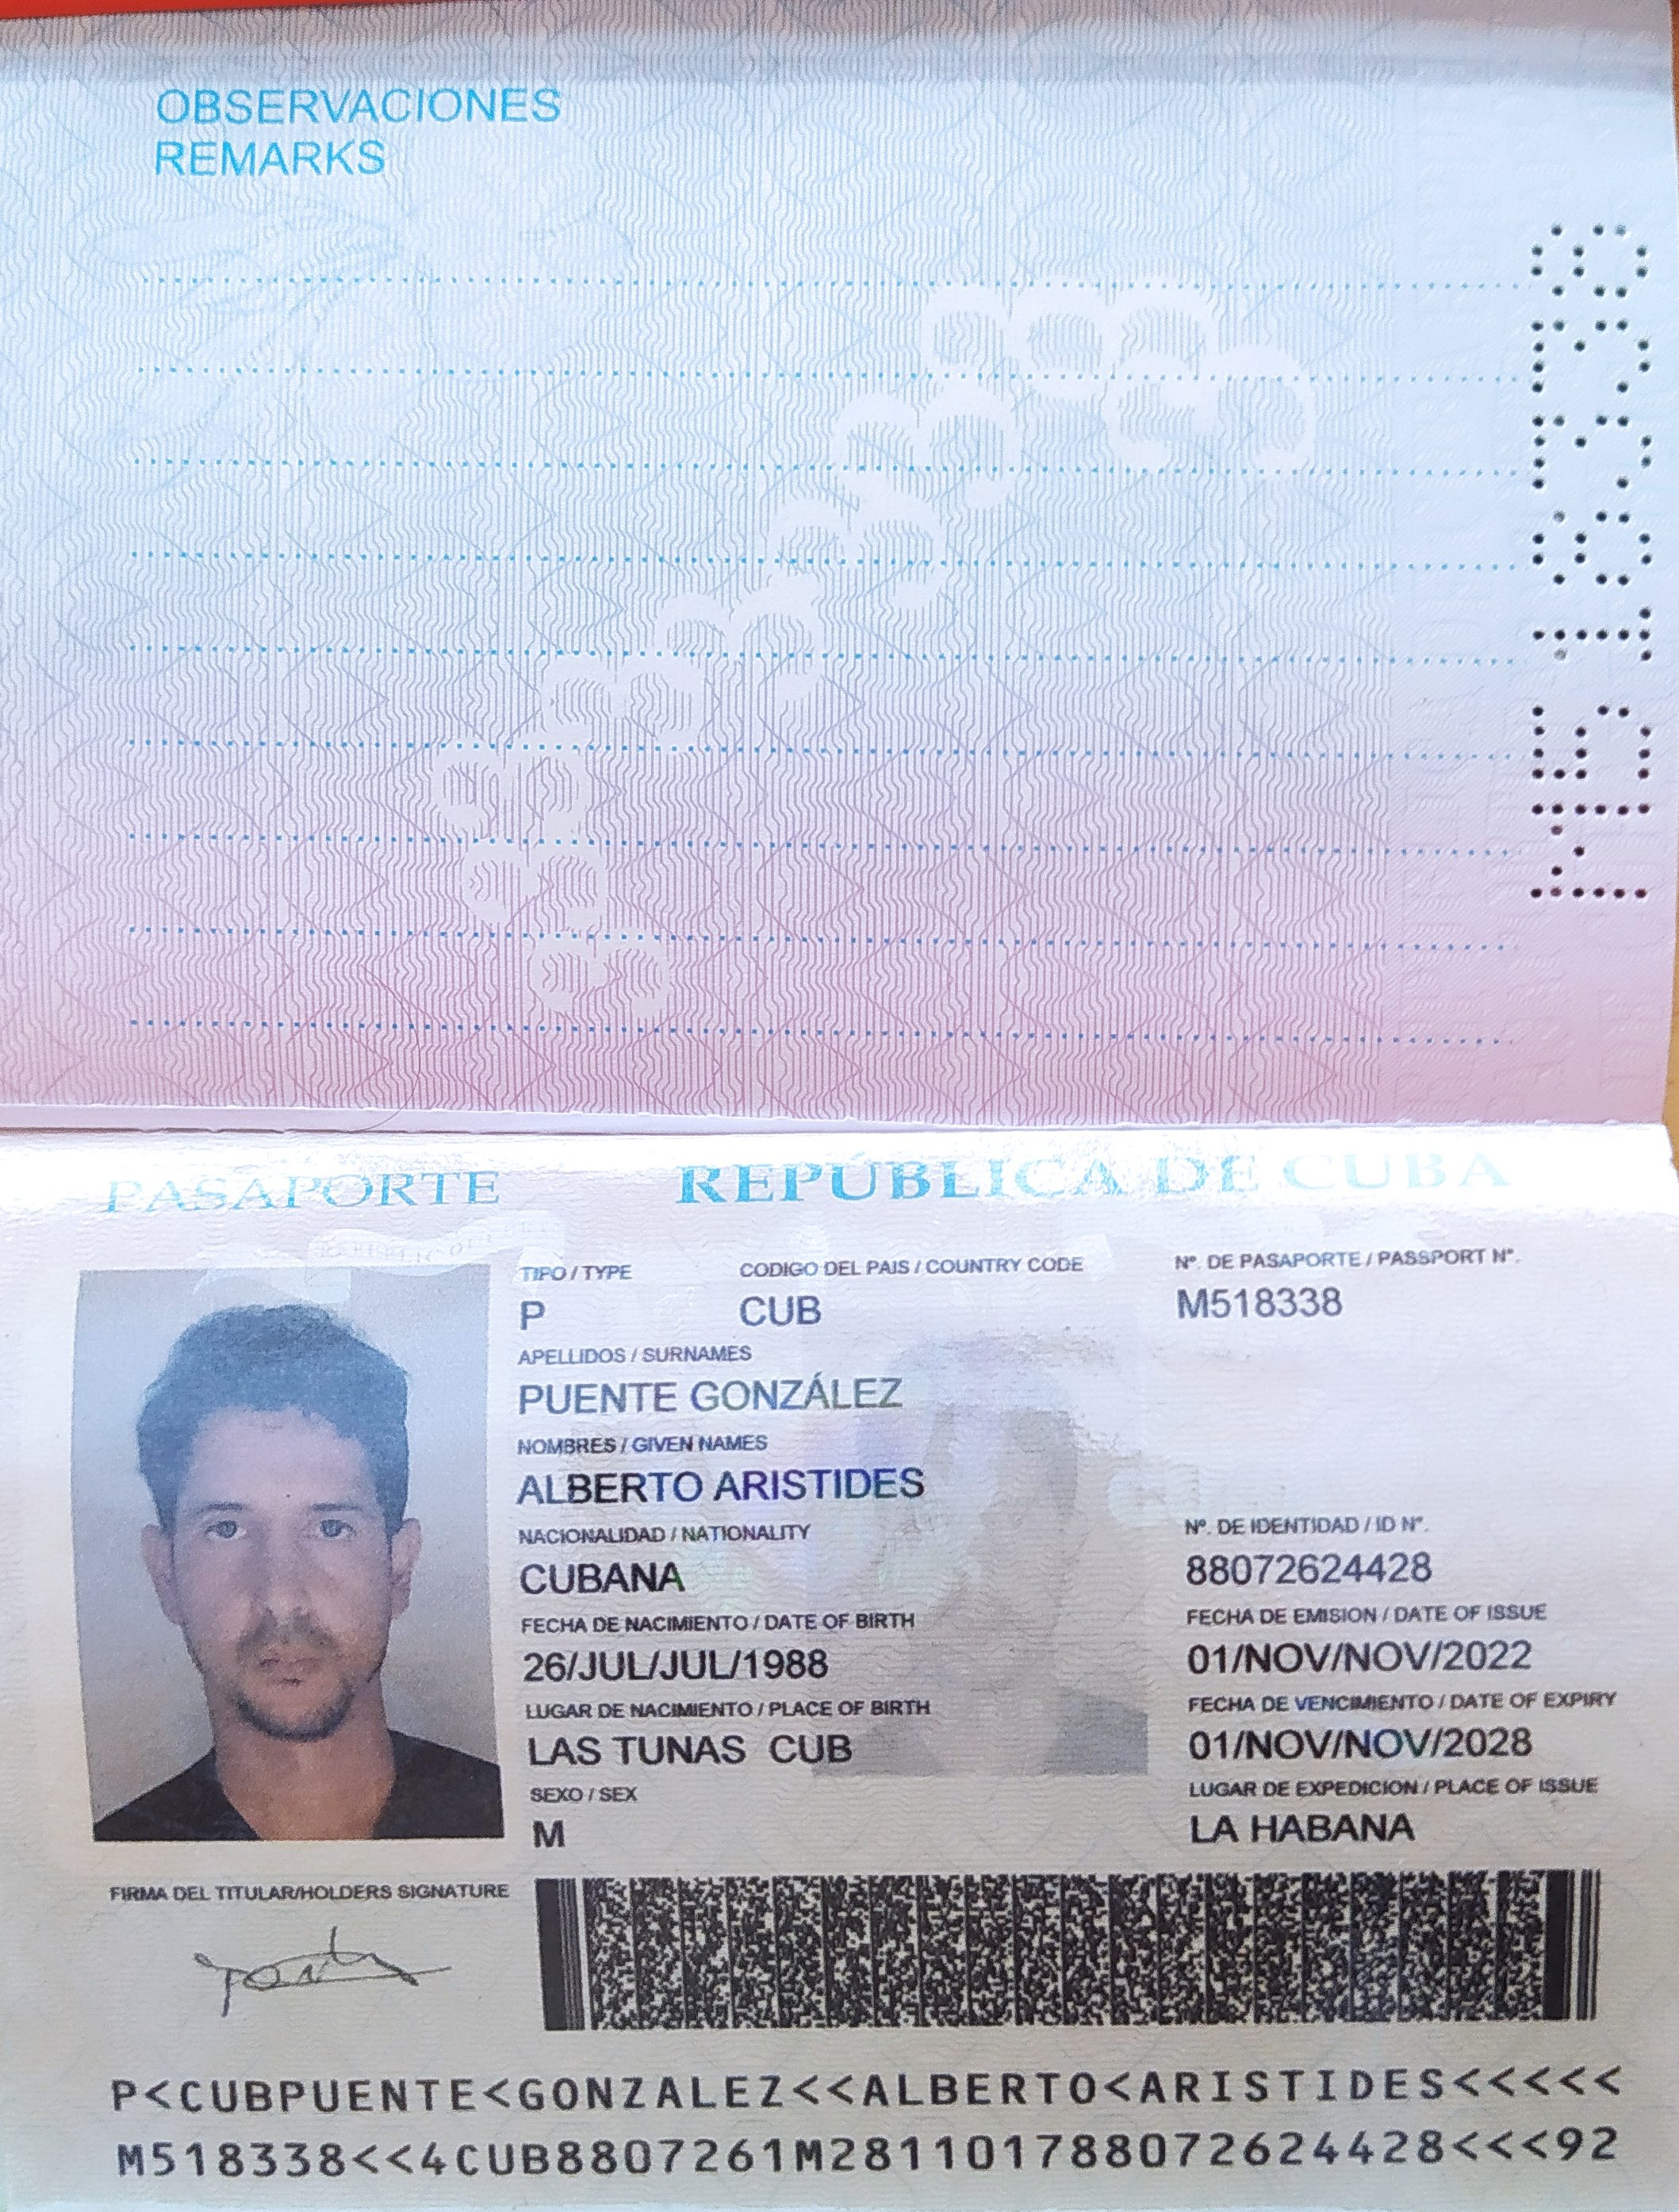 OBSERVACIONES
REMARKS
M518338
PASAPORTE REPÚBLICA DE CUBA
TIPO / TYPE CODIGO DEL PAIS / COUNTRY CODE Nº. DE PASAPORTE / PASSPORT Nº.
P CUB M518338
APELLIDOS / SURNAMES
PUENTE GONZÁLEZ
NOMBRES / GIVEN NAMES
ALBERTO ARISTIDES
NACIONALIDAD / NATIONALITY Nº. DE IDENTIDAD / ID Nº.
CUBANA 88072624428
FECHA DE NACIMIENTO / DATE OF BIRTH FECHA DE EMISION / DATE OF ISSUE
26/JUL/JUL/1988 01/NOV/NOV/2022
LUGAR DE NACIMIENTO / PLACE OF BIRTH FECHA DE VENCIMIENTO / DATE OF EXPIRY
LAS TUNAS CUB 01/NOV/NOV/2028
SEXO / SEX LUGAR DE EXPEDICION / PLACE OF ISSUE
M LA HABANA
FIRMA DEL TITULAR/HOLDERS SIGNATURE
P<CUBPUENTE<GONZALEZ<<ALBERTO<ARISTIDES<<<<<
M518338<<4CUB8807261M281101788072624428<<<92